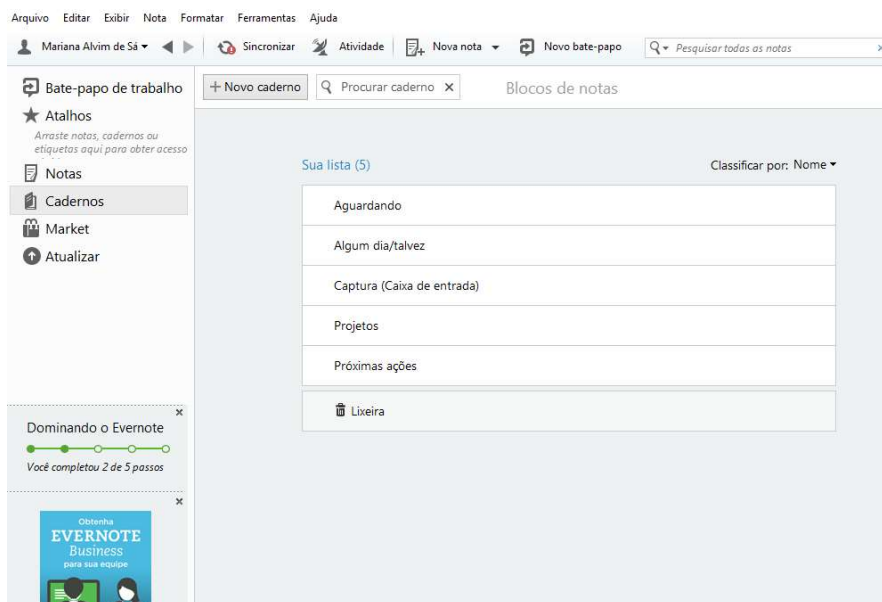 Arquivo Editar Exibir Nota Formatar Ferramentas Ajuda
Mariana Alvim de Sá Sincronizar Atividade Nova nota Novo bate-papo Pesquisar todas as notas
Bate-papo de trabalho
Atalhos
Arraste notas, cadernos ou
etiquetas aqui para obter acesso
Notas
Cadernos
Market
Atualizar
Dominando o Evernote
Você completou 2 de 5 passos
Obtenha
EVERNOTE
Business
para sua equipe
+ Novo caderno Procurar caderno x Blocos de notas
Sua lista (5) Classificar por: Nome
Aguardando
Algum dia/talvez
Captura (Caixa de entrada)
Projetos
Próximas ações
Lixeira